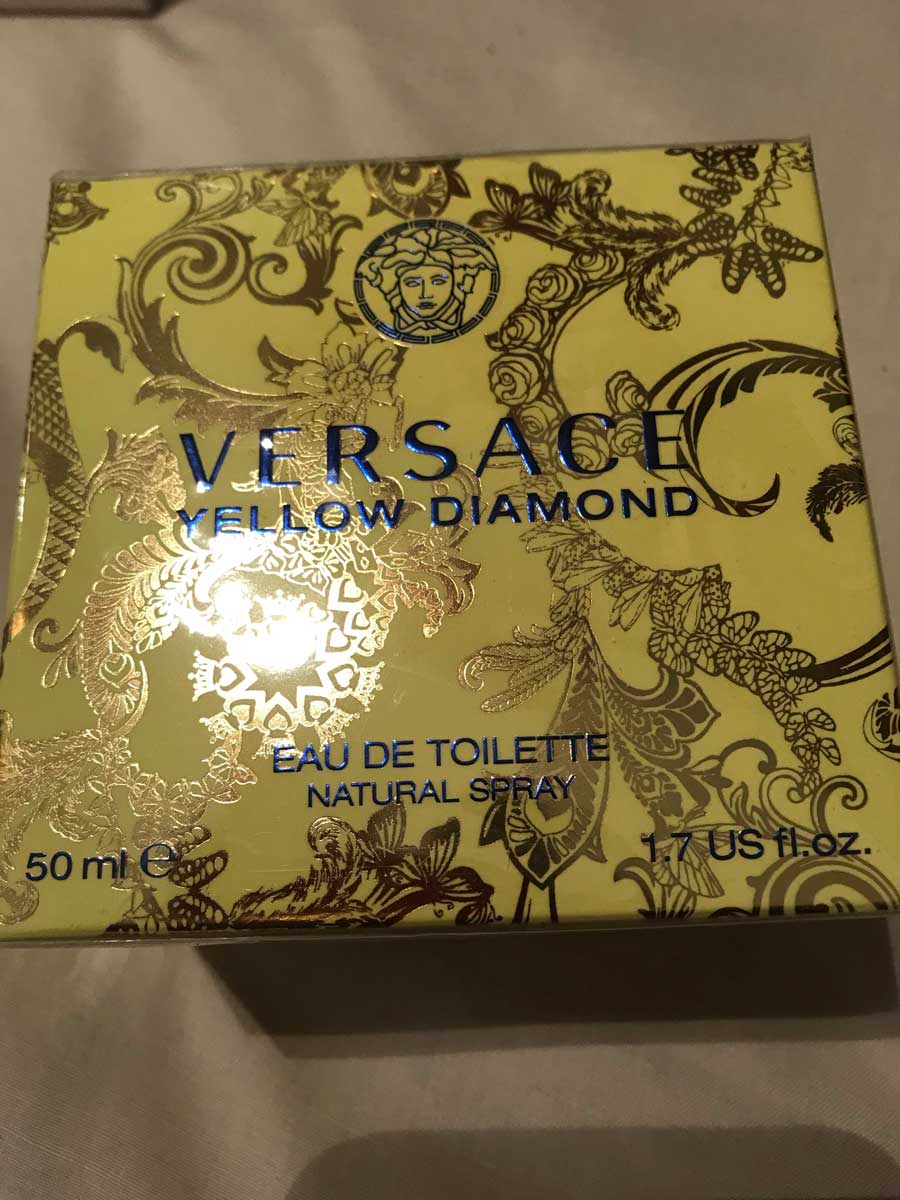 VERSACE
YELLOW DIAMOND
EAU DE TOILETTE
NATURAL SPRAY
50 ml ℮
1.7 US fl.oz.